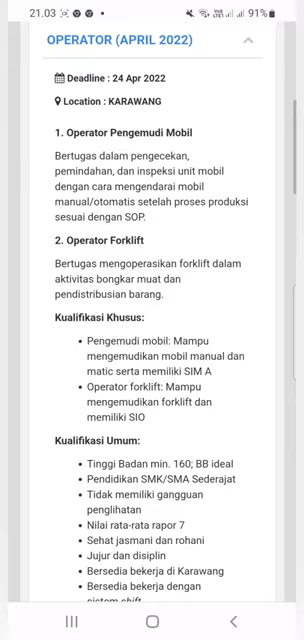 21.03 91%
OPERATOR (APRIL 2022)
Deadline : 24 Apr 2022
Location : KARAWANG
1. Operator Pengemudi Mobil
Bertugas dalam pengecekan,
pemindahan, dan inspeksi unit mobil
dengan cara mengendarai mobil
manual/otomatis setelah proses produksi
sesuai dengan SOP.
2. Operator Forklift
Bertugas mengoperasikan forklift dalam
aktivitas bongkar muat dan
pendistribusian barang.
Kualifikasi Khusus:
• Pengemudi mobil: Mampu
mengemudikan mobil manual dan
matic serta memiliki SIM A
• Operator forklift: Mampu
mengemudikan forklift dan
memiliki SIO
Kualifikasi Umum:
• Tinggi Badan min. 160; BB ideal
• Pendidikan SMK/SMA Sederajat
• Tidak memiliki gangguan
penglihatan
• Nilai rata-rata rapor 7
• Sehat jasmani dan rohani
• Jujur dan disiplin
• Bersedia bekerja di Karawang
• Bersedia bekerja dengan
sistem shift